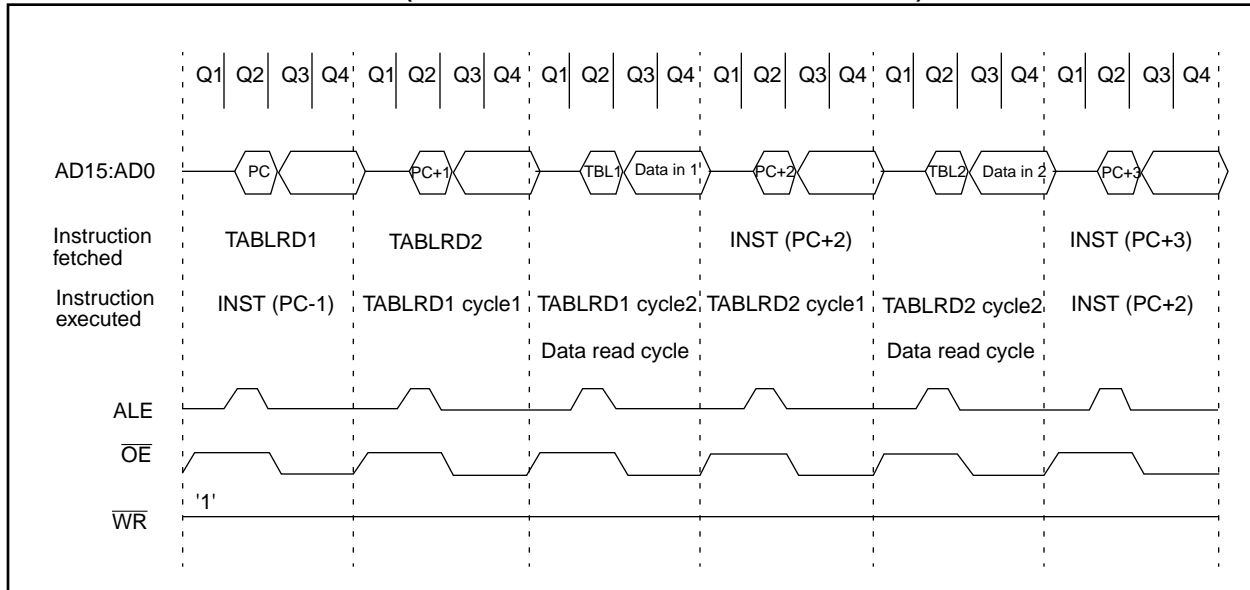 Q1 Q2 Q3 Q4 Q1 Q2 Q3 Q4 Q1 Q2 Q3 Q4 Q1 Q2 Q3 Q4 Q1 Q2 Q3 Q4 Q1 Q2 Q3 Q4
AD15:AD0 PC PC+1 TBL1 Data in 1 PC+2 TBL2 Data in 2 PC+3
Instruction
fetched
TABLRD1 TABLRD2 INST (PC+2) INST (PC+3)
Instruction
executed
INST (PC-1) TABLRD1 cycle1 TABLRD1 cycle2 TABLRD2 cycle1 TABLRD2 cycle2 INST (PC+2)
Data read cycle Data read cycle
ALE
OE
'1'
WR